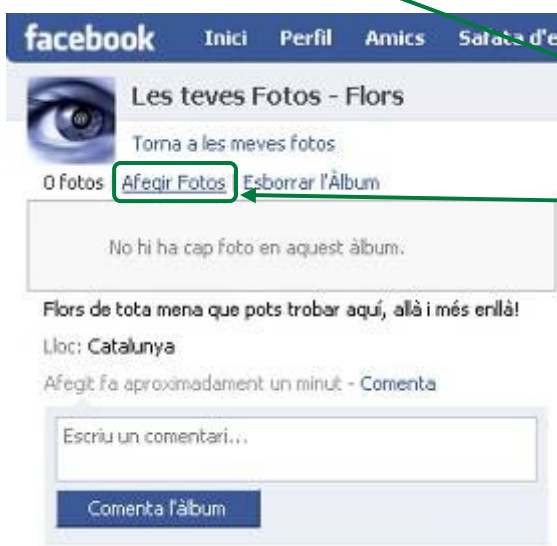 facebook Inici Perfil Amics Safata d'e
Les teves Fotos - Flors
Torna a les meves fotos
0 fotos Afegir Fotos Esborrar l'Àlbum
No hi ha cap foto en aquest àlbum.
Flors de tota mena que pots trobar aquí, allà i més enllà!
Lloc: Catalunya
Afegit fa aproximadament un minut - Comenta
Escriu un comentari...
Comenta l'àlbum